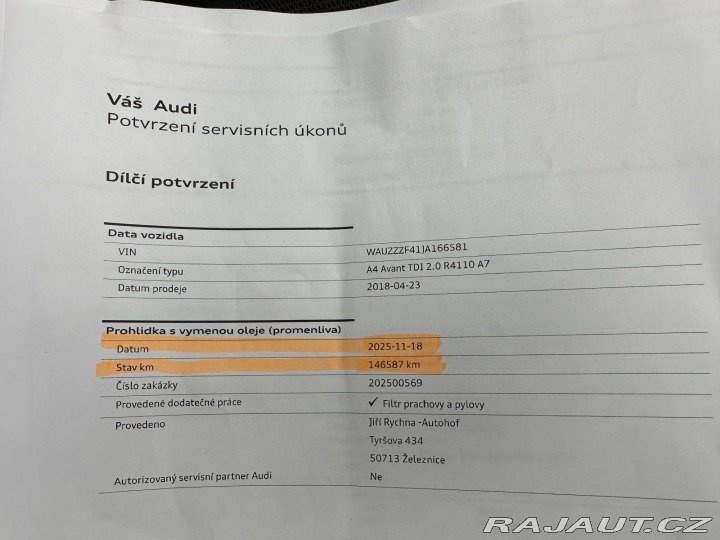 Váš Audi
Potvrzení servisních úkonů
Dílčí potvrzení
Data vozidla
VIN WAUZZZF41JA166581
Označení typu A4 Avant TDI 2.0 R4110 A7
Datum prodeje 2018-04-23
Prohlidka s vymenou oleje (promenliva)
Datum 2025-11-18
Stav km 146587 km
Číslo zakázky 202500569
Provedené dodatečné práce ✓ Filtr prachovy a pylovy
Provedeno Jiří Rychna -Autohof
Tyršova 434
50713 Železnice
Autorizovaný servisní partner Audi Ne
RAJAUT.CZ